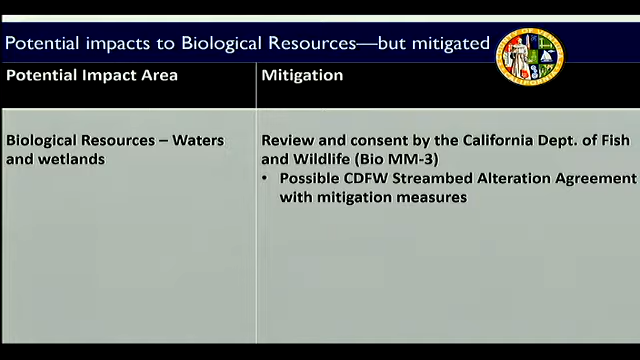 Potential impacts to Biological Resources—but mitigated
Potential Impact Area
Mitigation
Biological Resources – Waters
and wetlands
Review and consent by the California Dept. of Fish
and Wildlife (Bio MM-3)
• Possible CDFW Streambed Alteration Agreement
with mitigation measures